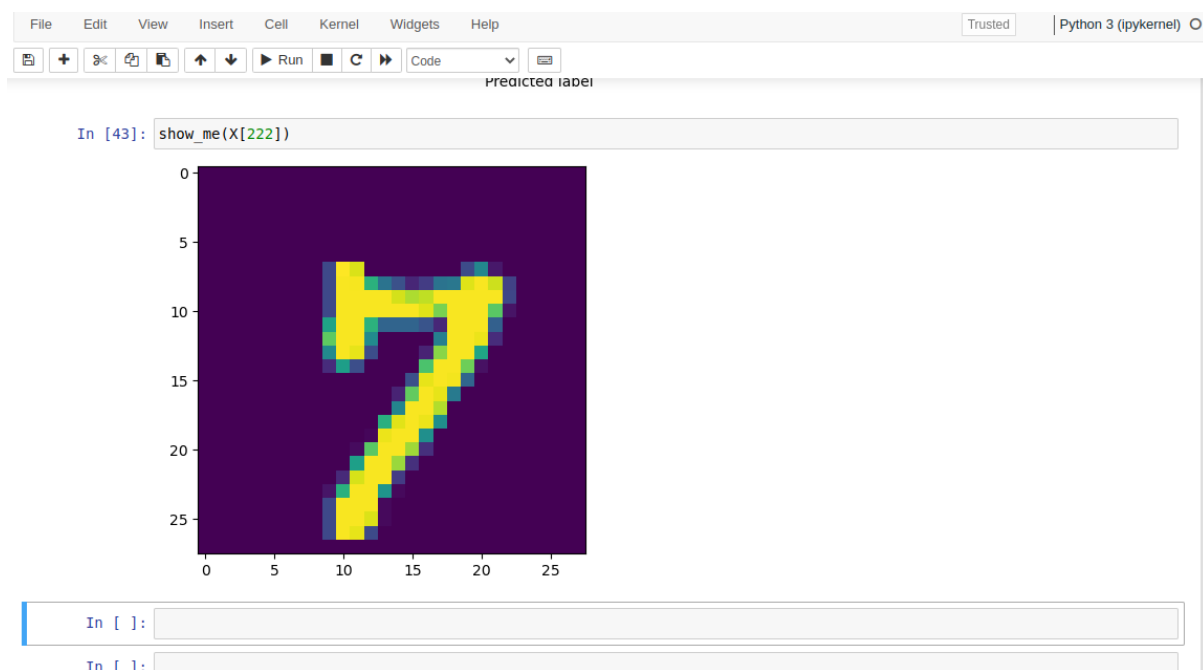 File Edit View Insert Cell Kernel Widgets Help Trusted Python 3 (ipykernel)
Run Code
Predicted label
In [43]: show_me(X[222])
0
5
10
15
20
25
7
0 5 10 15 20 25
In [ ]:
In [ ]: